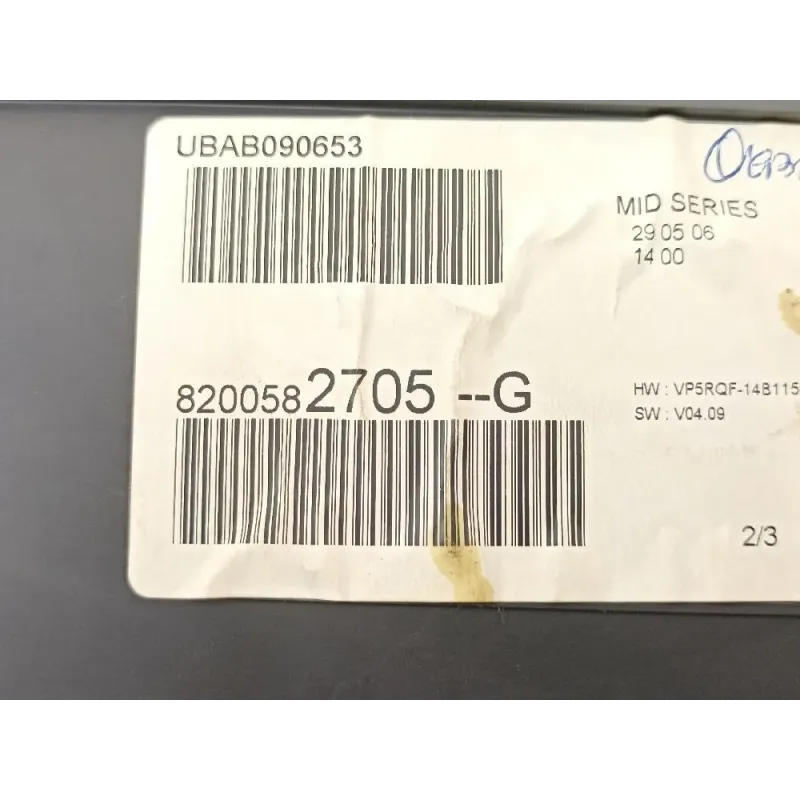 UBAB090653
MID SERIES
29 05 06
14 00
8200582705 --G
HW : VP5RQF-14B115
SW : V04.09
2/3